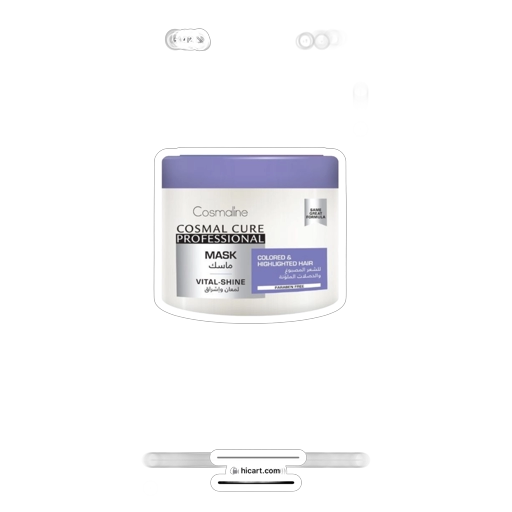 Cosmaline
SAME
GREAT
FORMULA
COSMAL CURE
PROFESSIONAL
MASK
ماسك
VITAL-SHINE
لمعان وإشراق
COLORED &
HIGHLIGHTED HAIR
للشعر المصبوغ
والخصلات الملونة
PARABEN FREE
hicart.com